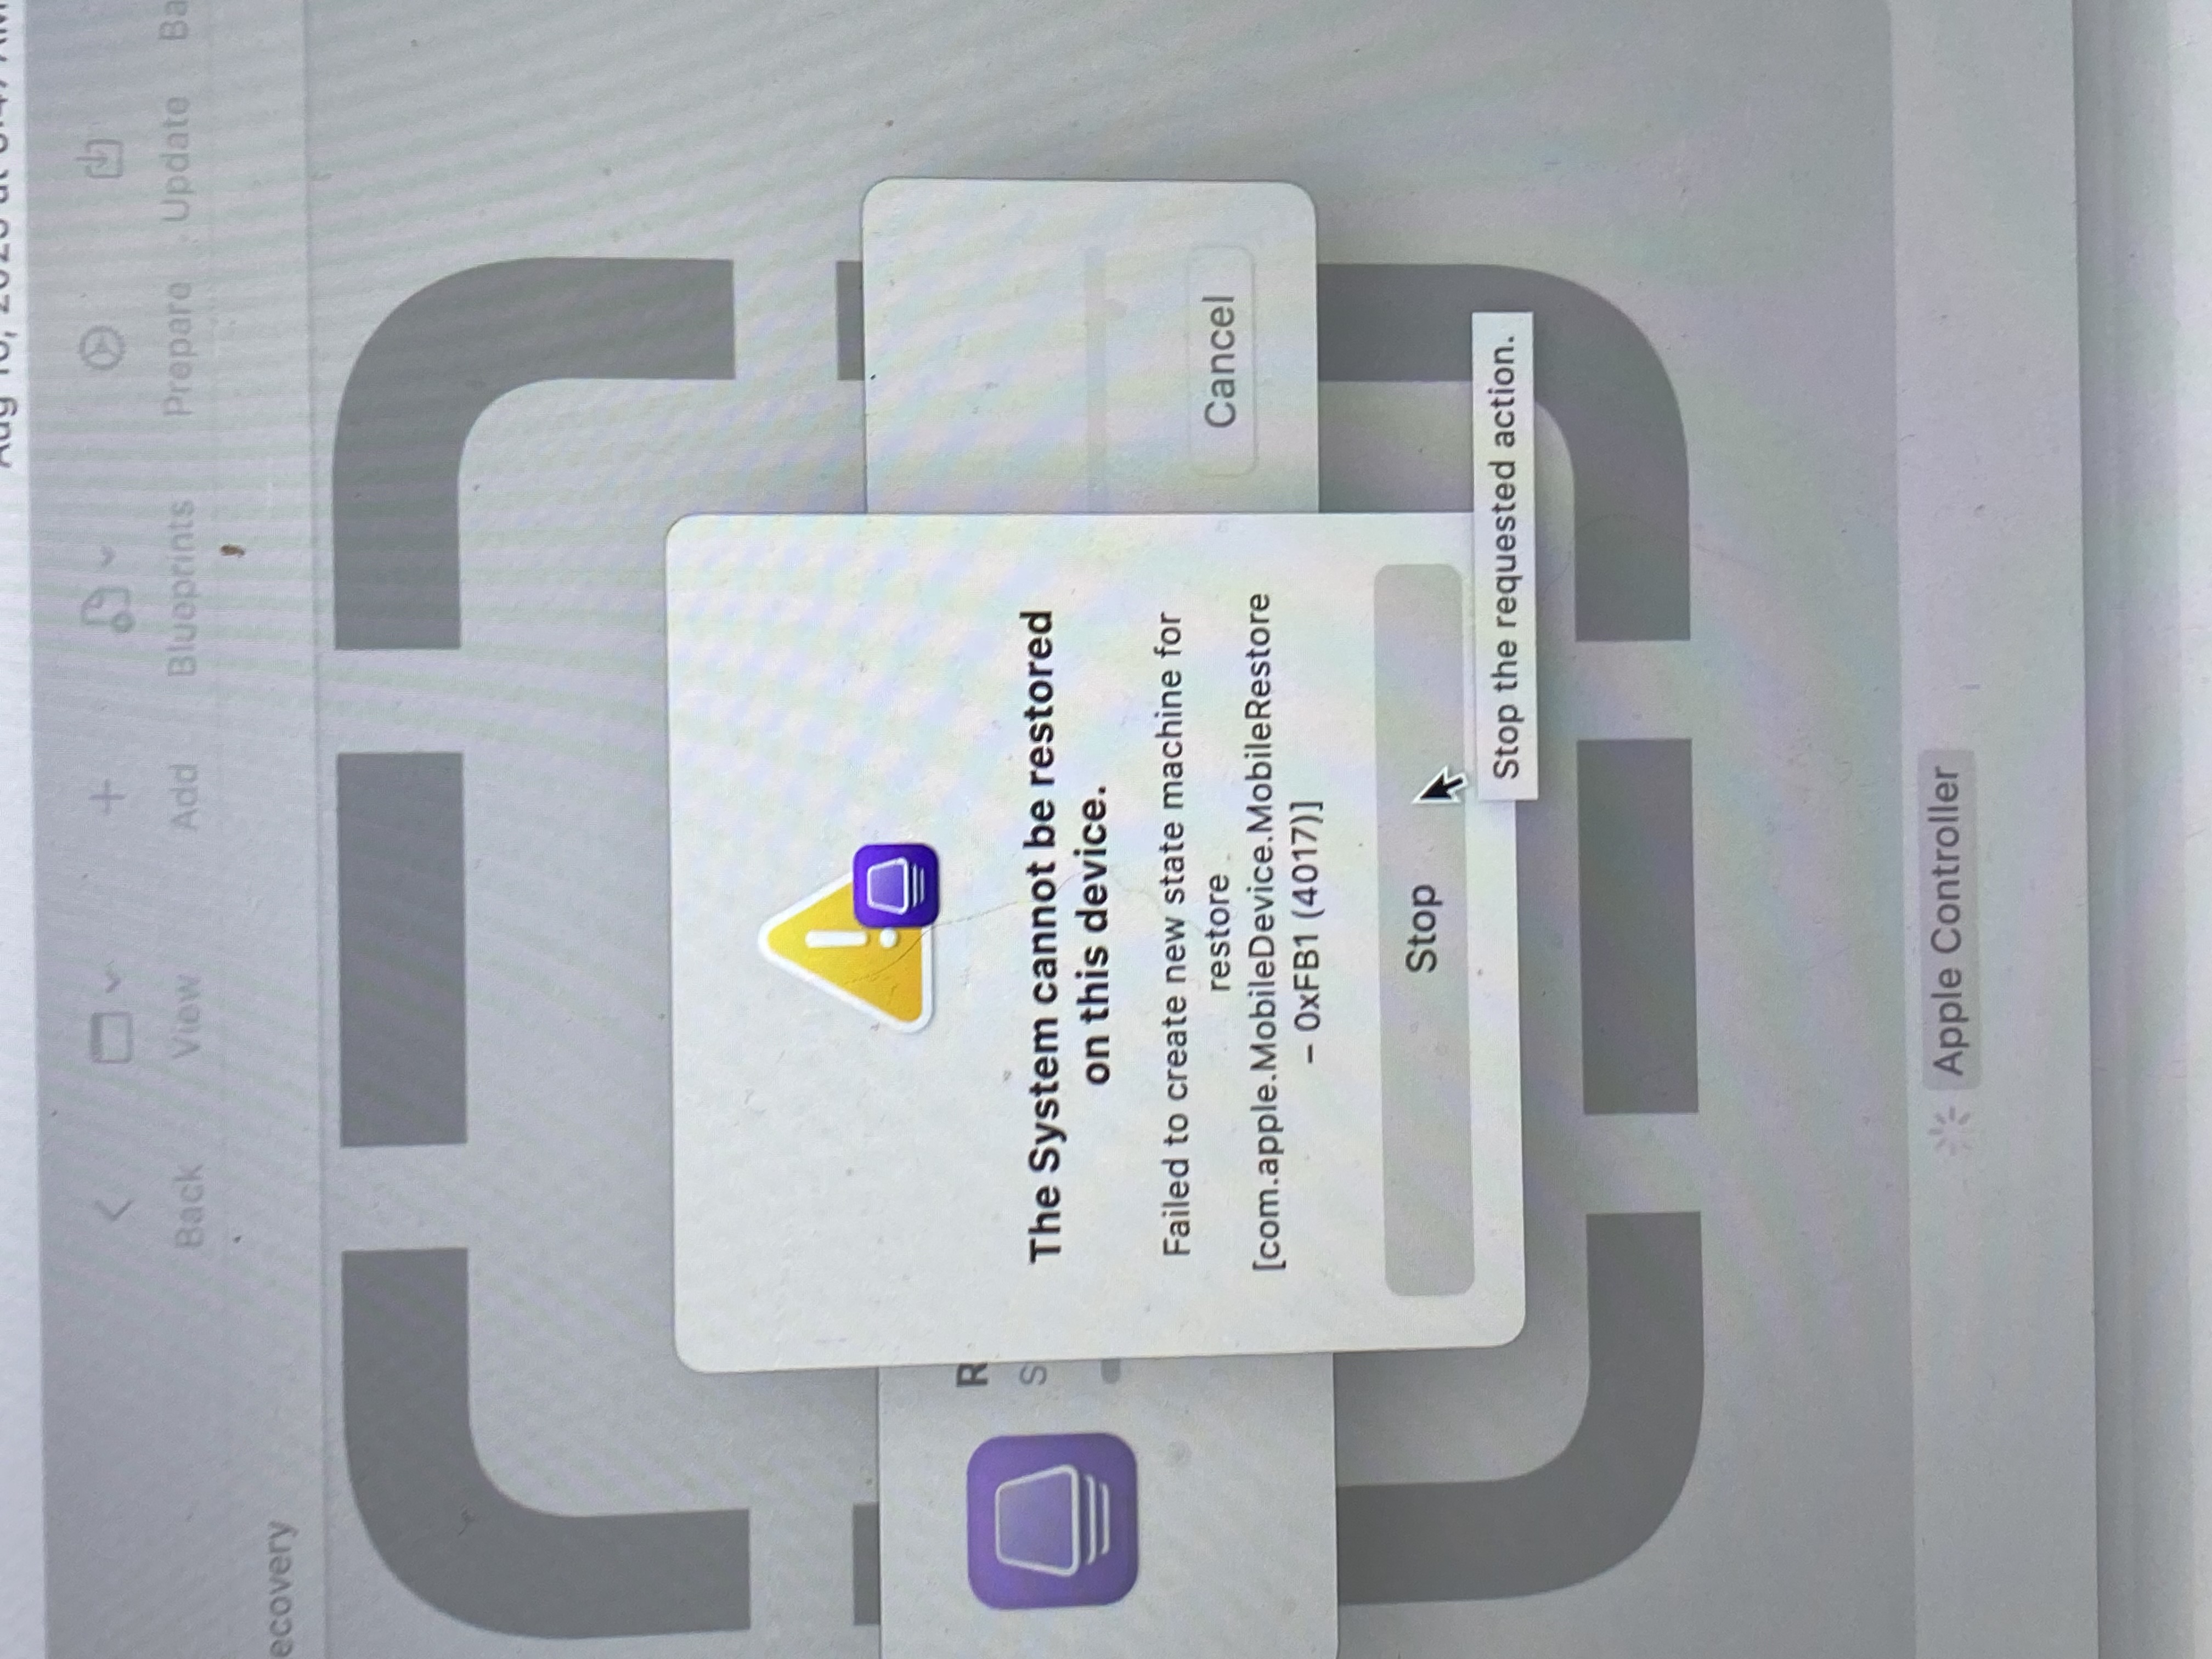 Back View Add Blueprints Prepare Update Ba
ecovery
The System cannot be restored
on this device.
Failed to create new state machine for
restore
[com.apple.MobileDevice.MobileRestore
– 0xFB1 (4017)]
R
S
Cancel
Stop
Stop the requested action.
Apple Controller